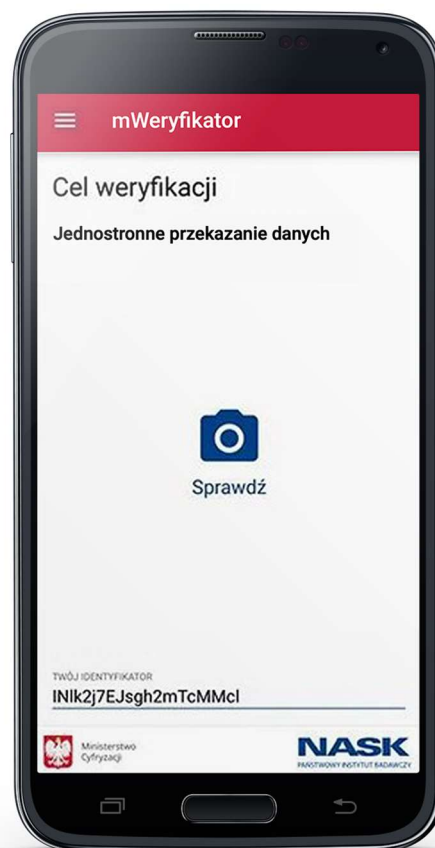 mWeryfikator
Cel weryfikacji
Jednostronne przekazanie danych
Sprawdź
TWÓJ IDENTYFIKATOR
INlk2j7EJsgh2mTcMMcl
Ministerstwo
Cyfryzacji
NASK
PAŃSTWOWY INSTYTUT BADAWCZY